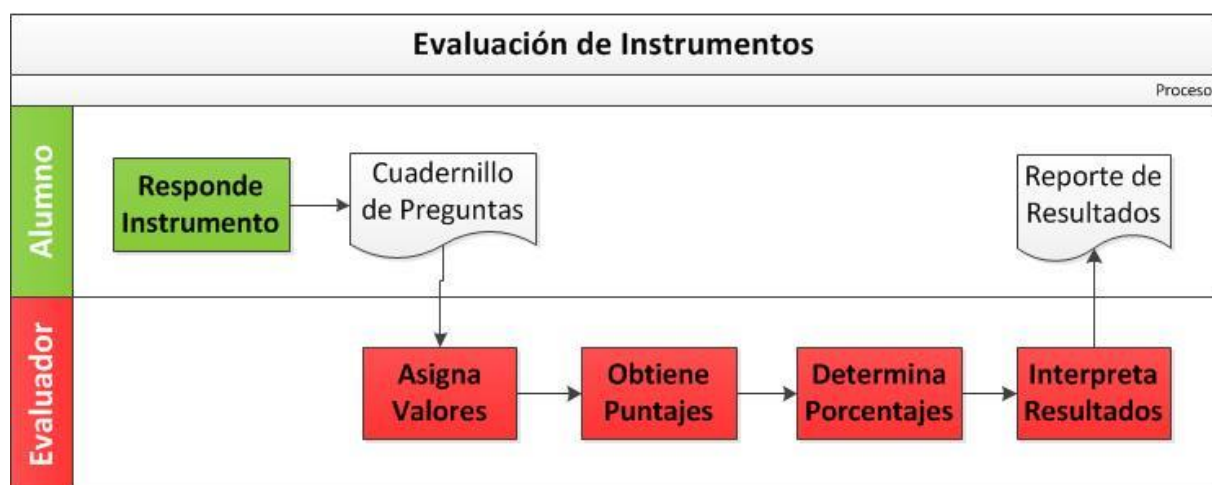 Evaluación de Instrumentos
Proceso
Alumno
Responde
Instrumento
Cuadernillo
de Preguntas
Reporte de
Resultados
Evaluador
Asigna
Valores
Obtiene
Puntajes
Determina
Porcentajes
Interpreta
Resultados